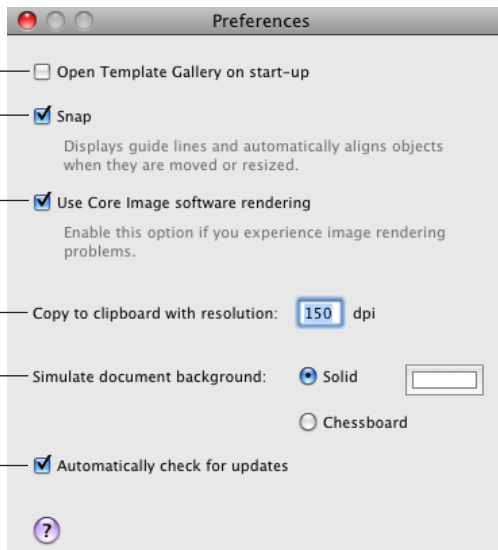 Preferences
Open Template Gallery on start-up
Snap
Displays guide lines and automatically aligns objects
when they are moved or resized.
Use Core Image software rendering
Enable this option if you experience image rendering
problems.
Copy to clipboard with resolution: 150 dpi
Simulate document background: Solid
Chessboard
Automatically check for updates
?